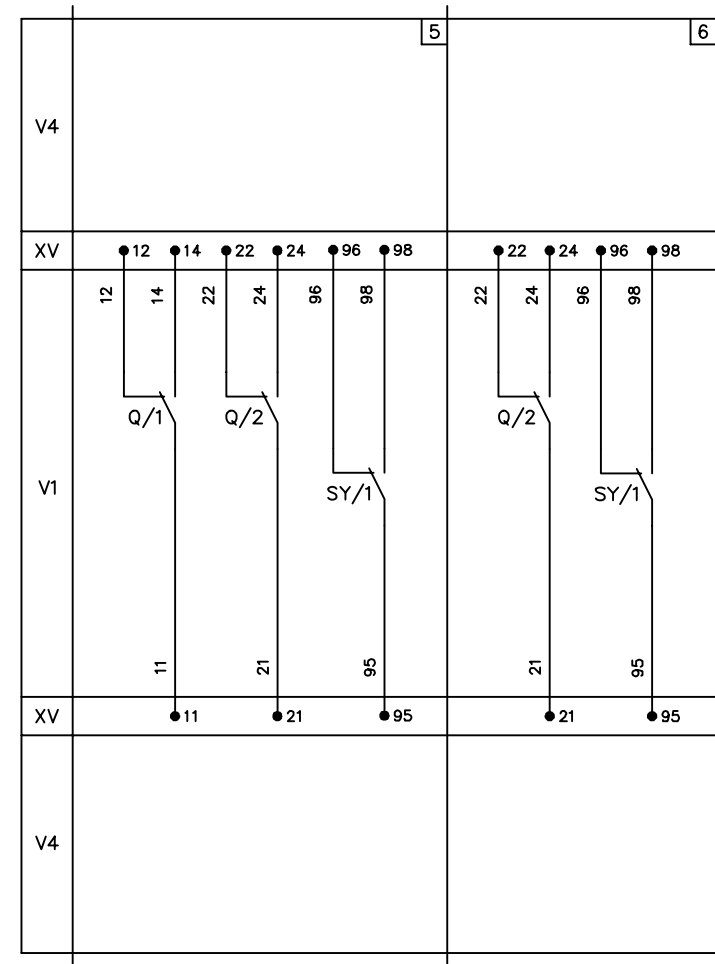 5 6
V4
XV 12 14 22 24 96 98 22 24 96 98
12 14 22 24 96 98 22 24 96 98
Q/1 Q/2 Q/2
V1 SY/1 SY/1
11 21 95 21 95
XV 11 21 95 21 95
V4